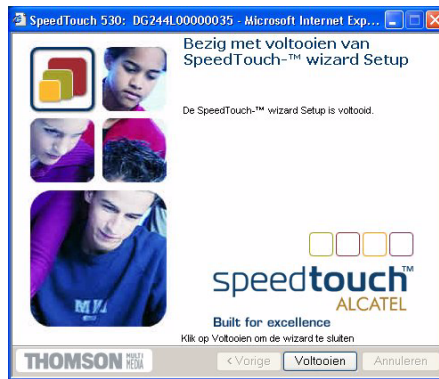 SpeedTouch 530: DG244L00000035 - Microsoft Internet Exp...
Bezig met voltooien van
SpeedTouch-™ wizard Setup
De SpeedTouch-™ wizard Setup is voltooid.
speedtouch™
ALCATEL
Built for excellence
Klik op Voltooien om de wizard te sluiten
THOMSON MULTI
MEDIA
< Vorige
Voltooien
Annuleren